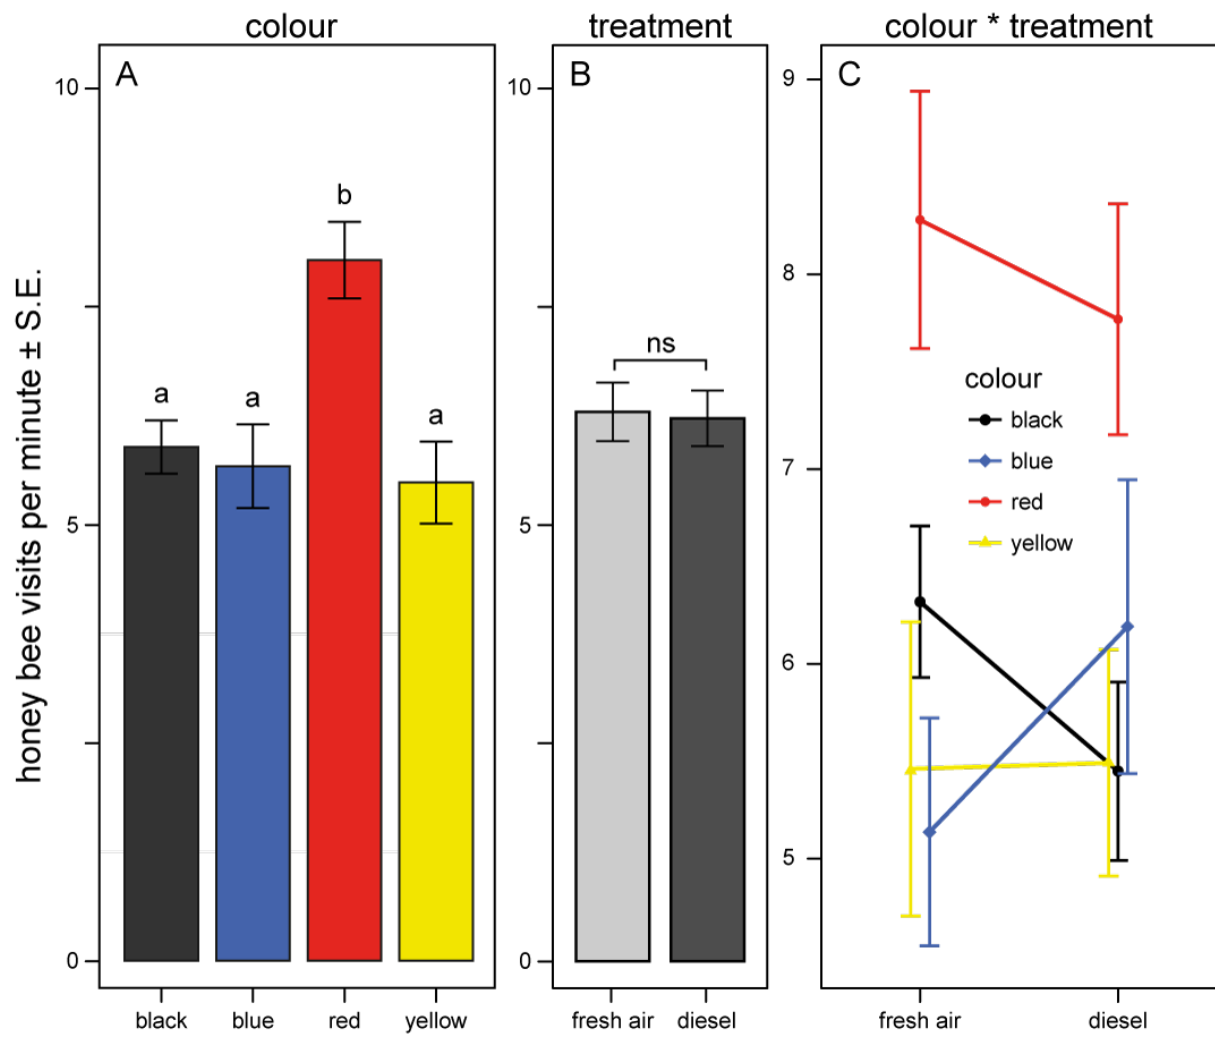 colour
treatment
colour * treatment
honey bee visits per minute ± S.E.
A
10
5
0
a
a
b
a
black
blue
red
yellow
B
10
5
0
ns
fresh air
diesel
C
9
8
7
6
5
colour
black
blue
red
yellow
fresh air
diesel